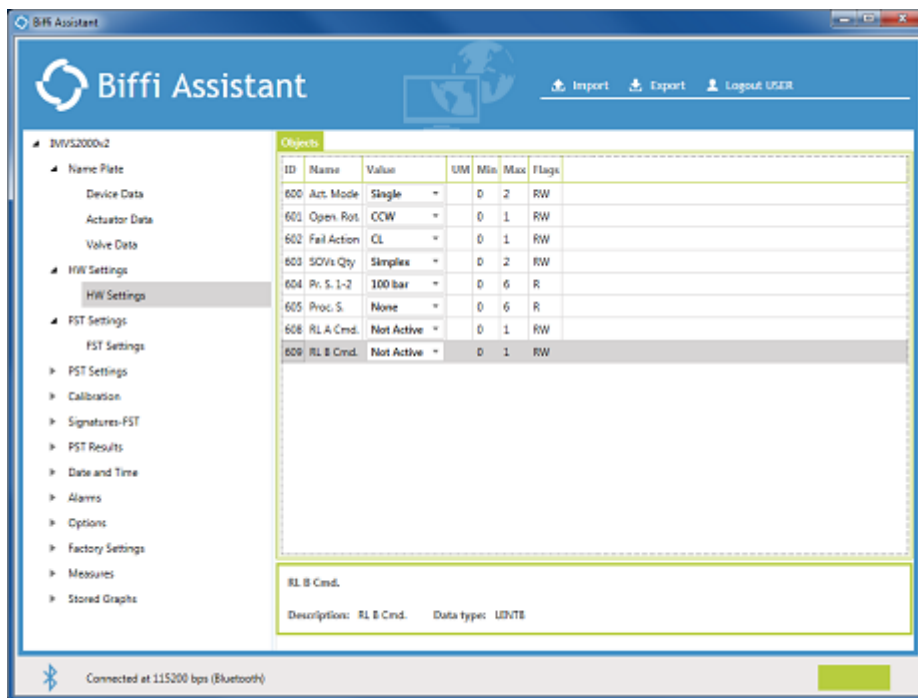 Biffi Assistant
Biffi Assistant
Import Export Logout USER
IMVS2000v2
Name Plate
Device Data
Actuator Data
Valve Data
HW Settings
HW Settings
FST Settings
FST Settings
PST Settings
Calibration
Signatures-FST
PST Results
Date and Time
Alarms
Options
Factory Settings
Measures
Stored Graphs
Objects
ID Name Value UM Min Max Flags
600 Act. Mode Single 0 2 RW
601 Open. Rot. CCW 0 1 RW
602 Fail Action CL 0 1 RW
603 SOVs Qty Simplex 0 2 RW
604 Pr. S. 1-2 100 bar 0 6 R
605 Proc. S. None 0 6 R
608 RL A Cmd. Not Active 0 1 RW
609 RL B Cmd. Not Active 0 1 RW
RL B Cmd.
Description: RL B Cmd. Data type: UINT8
Connected at 115200 bps (Bluetooth)